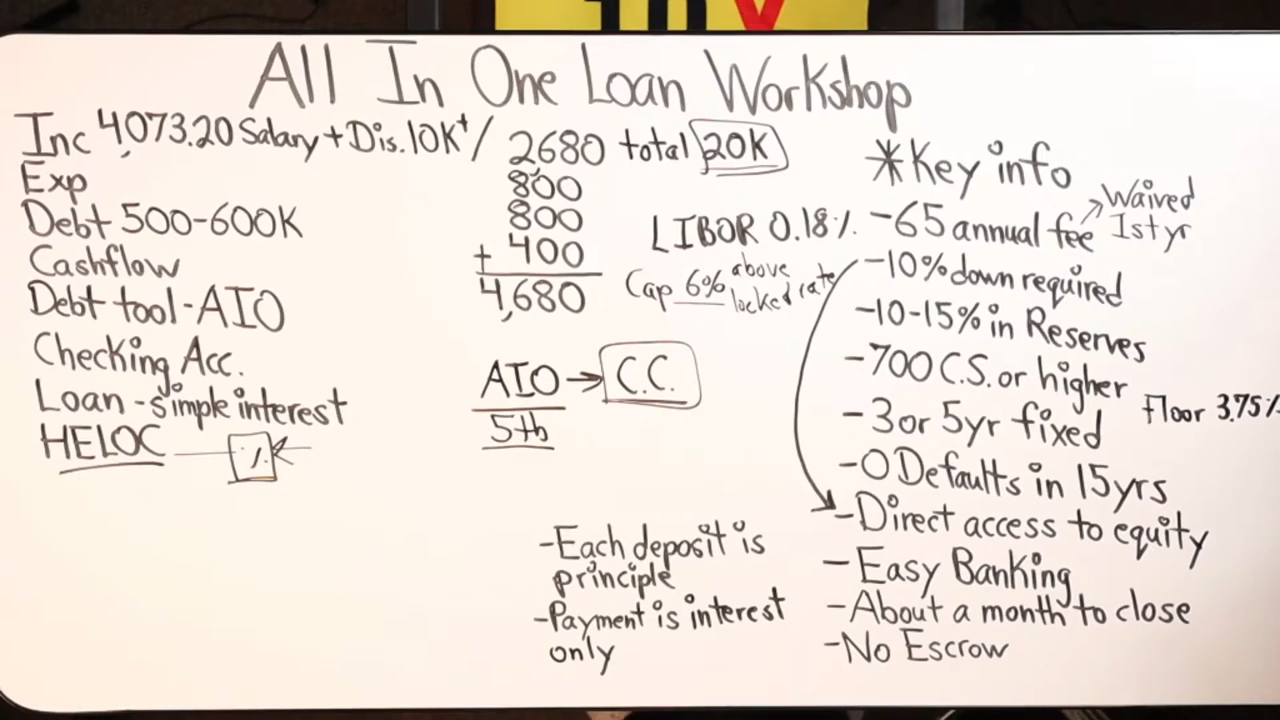 All In One Loan Workshop
Inc 4,073.20 Salary + Dis. 10K+ / 2680 total 20K
Exp
Debt 500-600K
Cashflow
Debt tool - AIO
Checking Acc.
Loan - simple interest
HELOC
%
800
800
+ 400
4,680
AIO → C.C.
5th
LIBOR 0.18%
Cap 6% above locked rate
- Each deposit is
principle
- Payment is interest
only
*Key info
- 65 annual fee Waived 1st yr
- 10% down required
- 10-15% in Reserves
- 700 C.S. or higher
Floor 3.75%
- 3 or 5yr fixed
- 0 Defaults in 15yrs
- Direct access to equity
- Easy Banking
- About a month to close
- No Escrow